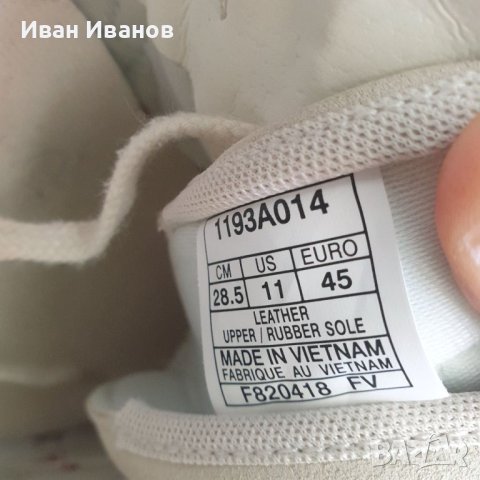 Иван Иванов
1193A014
CM US EURO
28.5 11 45
LEATHER
UPPER / RUBBER SOLE
MADE IN VIETNAM
FABRIQUE AU VIETNAM
F820418 FV
BAZAR